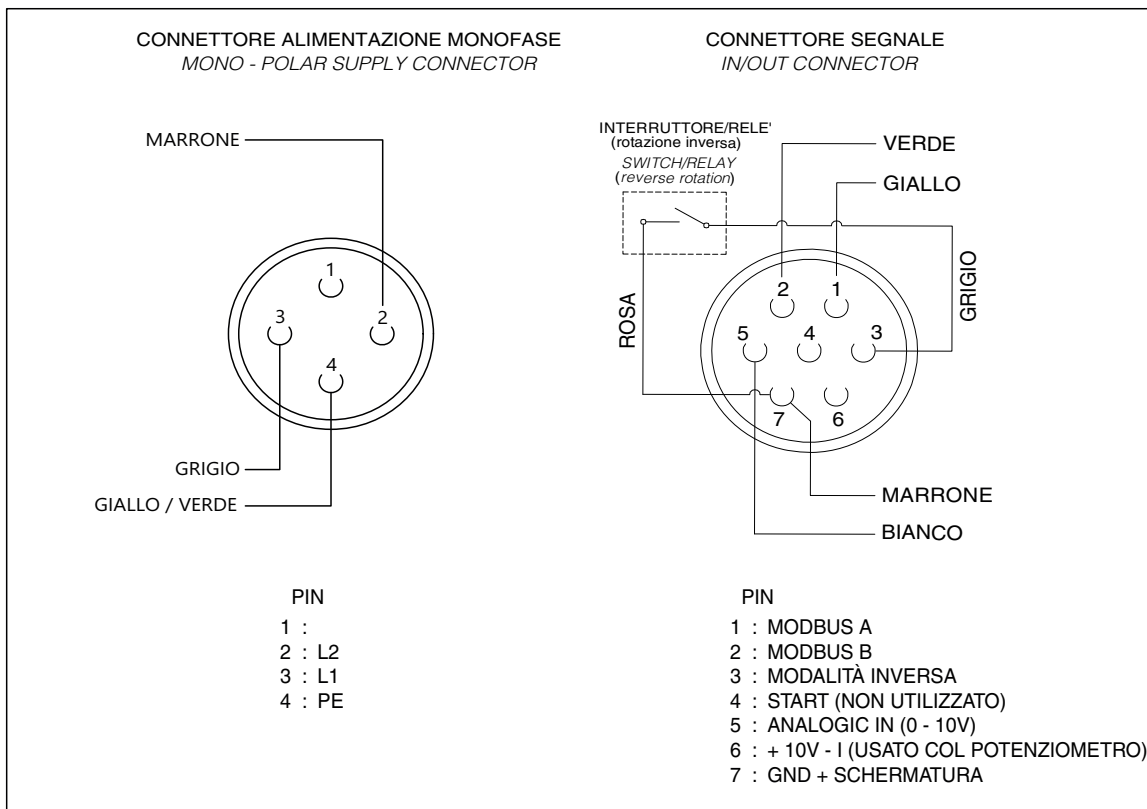 CONNETTORE ALIMENTAZIONE MONOFASE
MONO - POLAR SUPPLY CONNECTOR
MARRONE
1
3
2
4
GRIGIO
GIALLO / VERDE
PIN
1 :
2 : L2
3 : L1
4 : PE
CONNETTORE SEGNALE
IN/OUT CONNECTOR
INTERRUTTORE/RELE'
(rotazione inversa)
SWITCH/RELAY
(reverse rotation)
VERDE
GIALLO
ROSA
GRIGIO
2
1
5
4
3
7
6
MARRONE
BIANCO
PIN
1 : MODBUS A
2 : MODBUS B
3 : MODALITÀ INVERSA
4 : START (NON UTILIZZATO)
5 : ANALOGIC IN (0 - 10V)
6 : + 10V - I (USATO COL POTENZIOMETRO)
7 : GND + SCHERMATURA